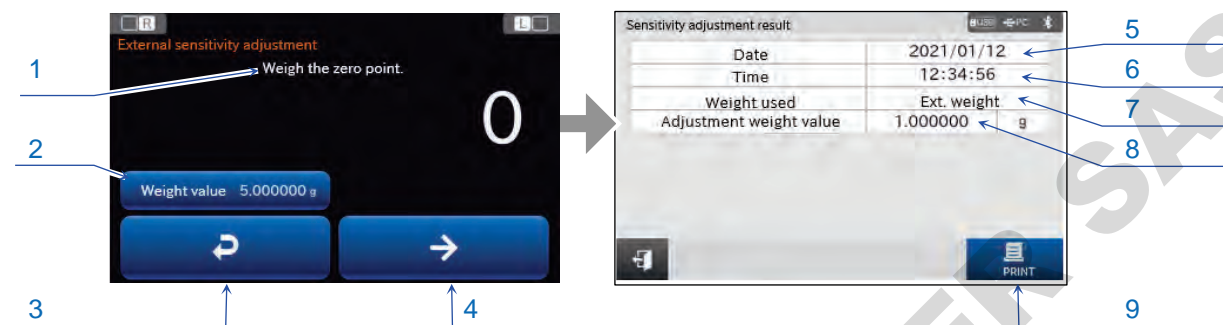 R
L
External sensitivity adjustment
Weigh the zero point.
0
Weight value 5.000000 g
1
2
3
4
Sensitivity adjustment result
USB PC
Date 2021/01/12
Time 12:34:56
Weight used Ext. weight
Adjustment weight value 1.000000 g
PRINT
5
6
7
8
9